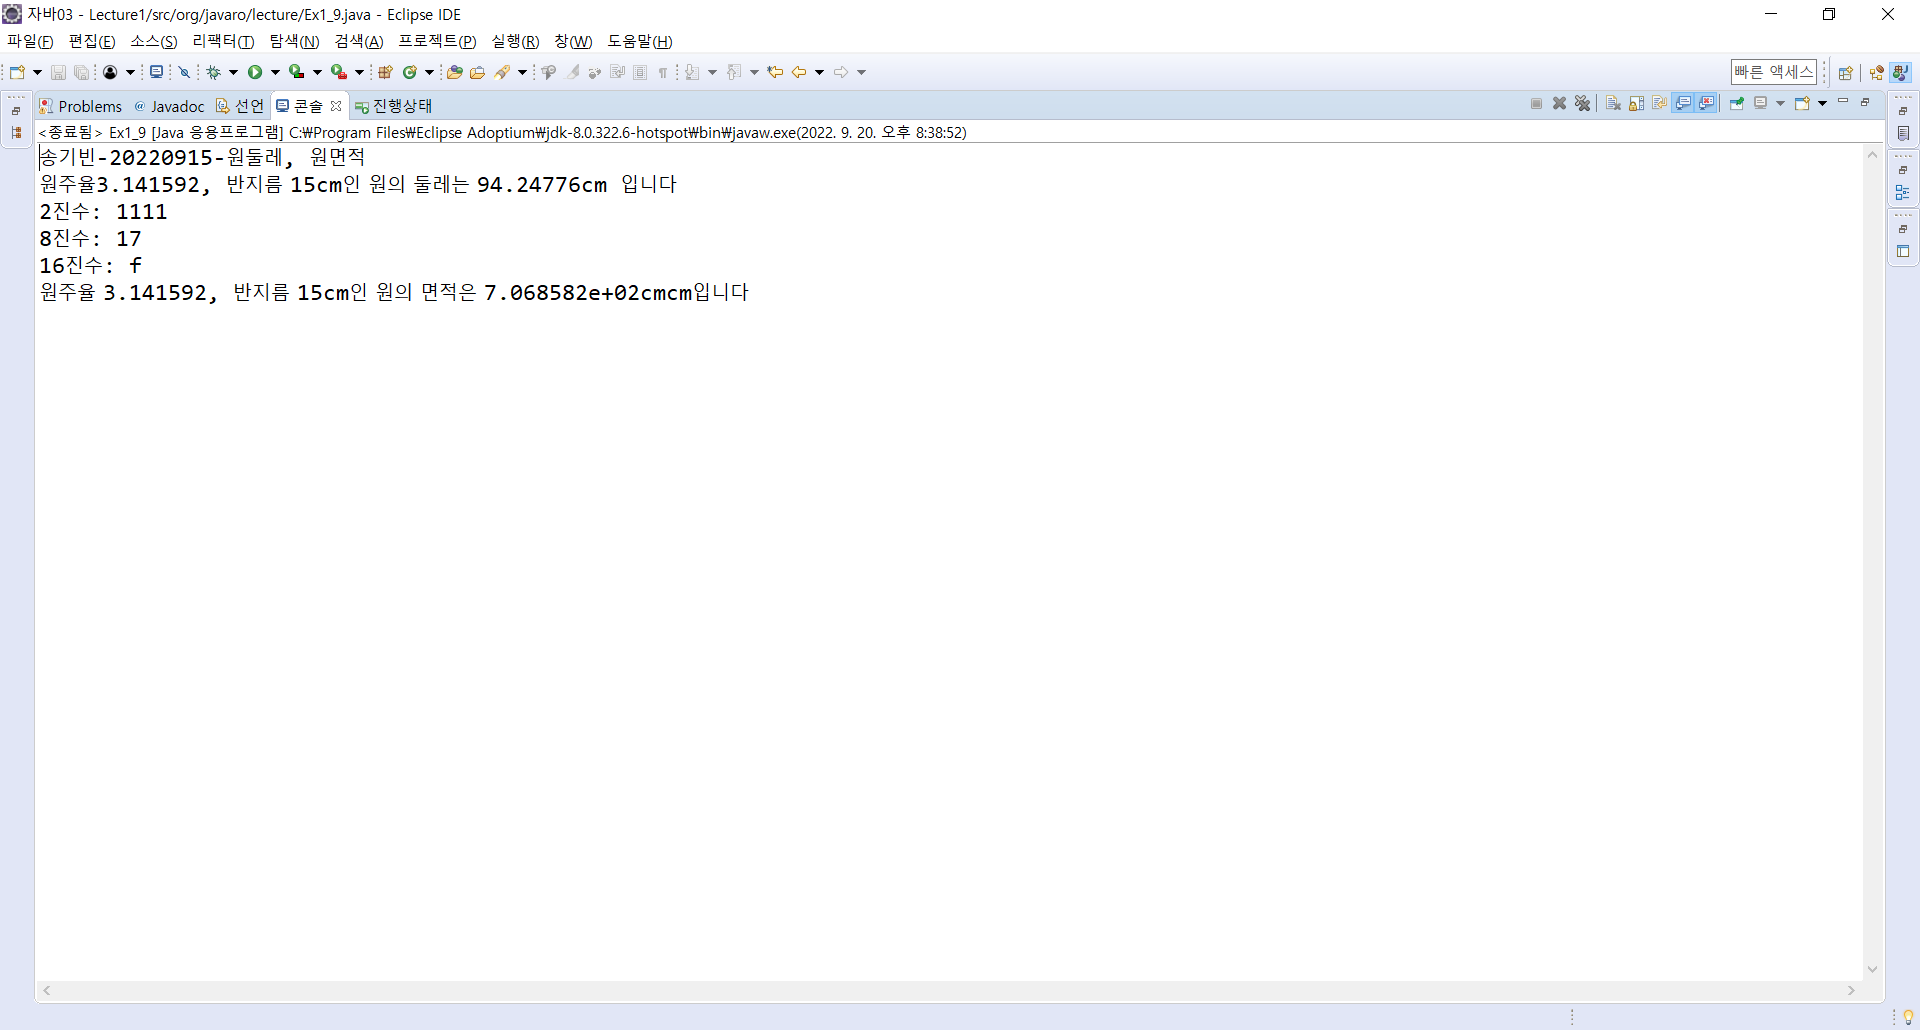 자바03 - Lecture1/src/org/javaro/lecture/Ex1_9.java - Eclipse IDE
파일(F) 편집(E) 소스(S) 리팩터(T) 탐색(N) 검색(A) 프로젝트(P) 실행(R) 창(W) 도움말(H)
빠른 액세스
Problems @ Javadoc 선언 콘솔 진행상태
<종료됨> Ex1_9 [Java 응용프로그램] C:₩Program Files₩Eclipse Adoptium₩jdk-8.0.322.6-hotspot₩bin₩javaw.exe(2022. 9. 20. 오후 8:38:52)
송기빈-20220915-원둘레, 원면적
원주율3.141592, 반지름 15cm인 원의 둘레는 94.24776cm 입니다
2진수: 1111
8진수: 17
16진수: f
원주율 3.141592, 반지름 15cm인 원의 면적은 7.068582e+02cmcm입니다